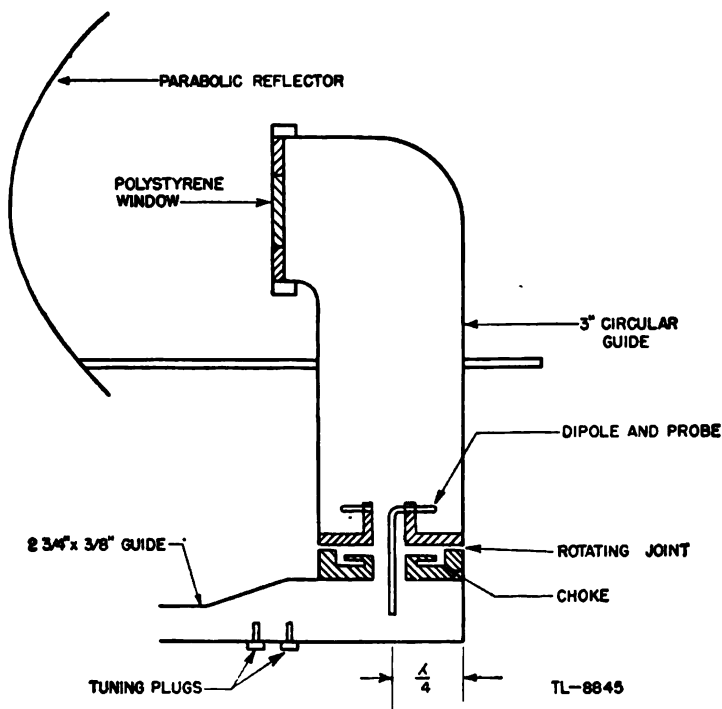 PARABOLIC REFLECTOR
POLYSTYRENE
WINDOW
3" CIRCULAR
GUIDE
DIPOLE AND PROBE
2 3/4" x 3/8" GUIDE
ROTATING JOINT
CHOKE
TUNING PLUGS
λ
4
TL-8845